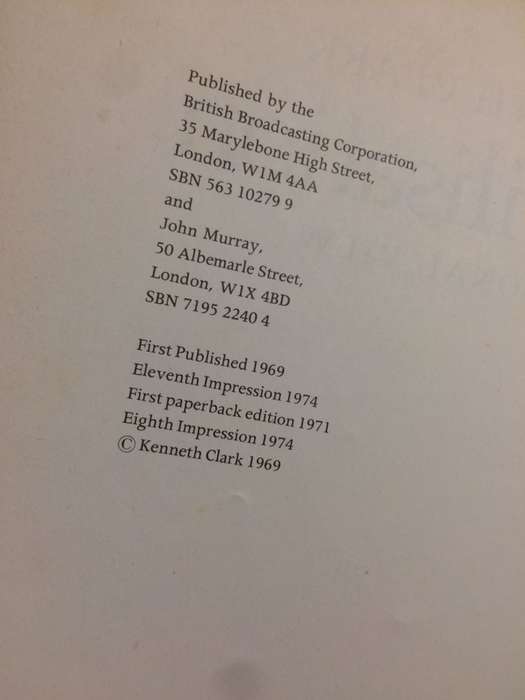 Published by the
British Broadcasting Corporation,
35 Marylebone High Street,
London, W1M 4AA
SBN 563 10279 9
and
John Murray,
50 Albemarle Street,
London, W1X 4BD
SBN 7195 2240 4
First Published 1969
Eleventh Impression 1974
First paperback edition 1971
Eighth Impression 1974
© Kenneth Clark 1969